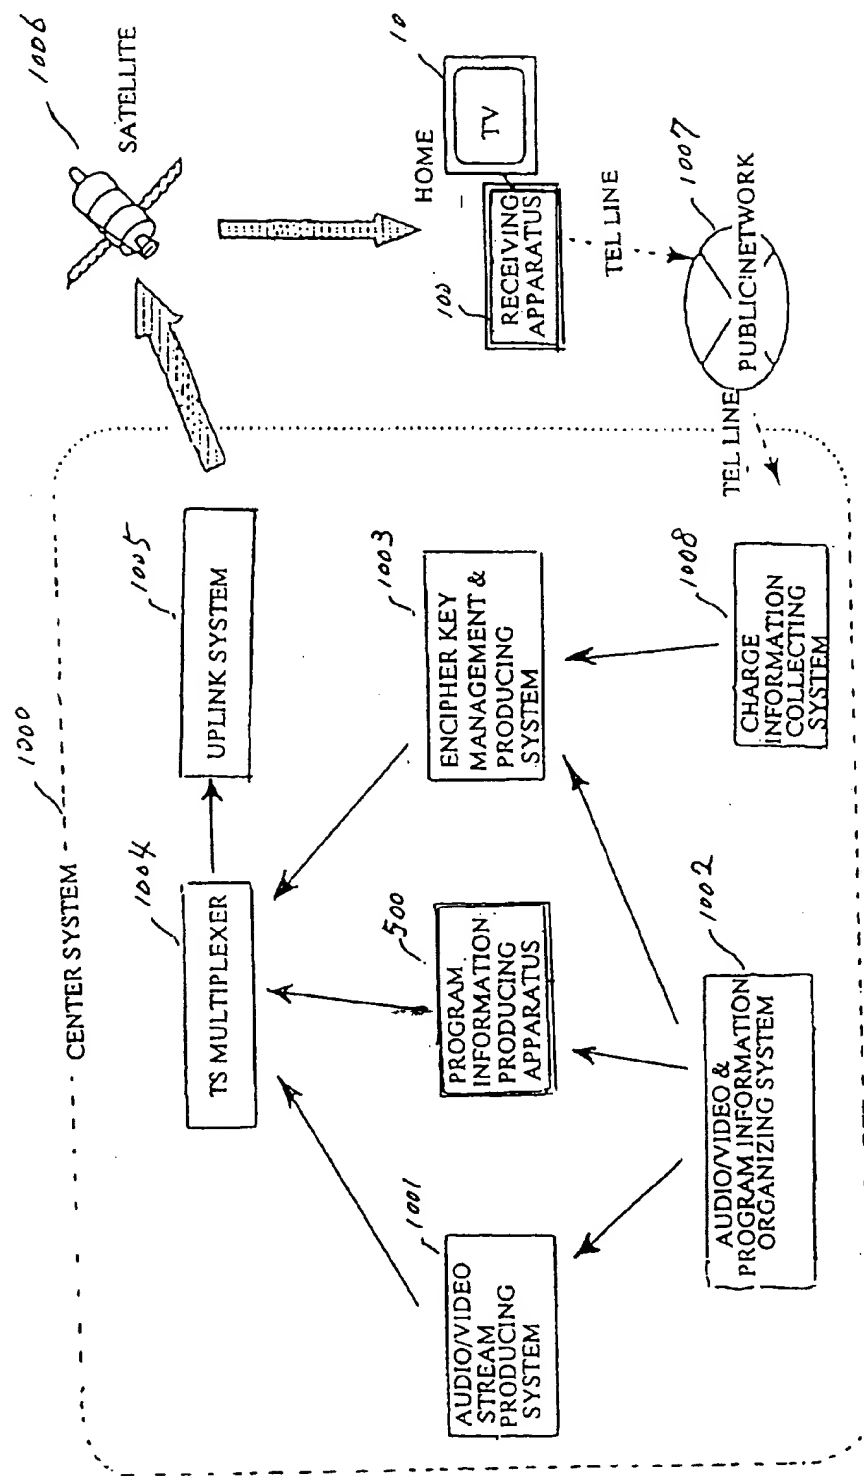 CENTER SYSTEM
1000
TS MULTIPLEXER
1004
UPLINK SYSTEM
1005
SATELLITE
1006
AUDIO/VIDEO
STREAM
PRODUCING
SYSTEM
1001
PROGRAM
INFORMATION
PRODUCING
APPARATUS
500
ENCIPHER KEY
MANAGEMENT &
PRODUCING
SYSTEM
1003
HOME
TV
10
RECEIVING
APPARATUS
100
TEL LINE
AUDIO/VIDEO &
PROGRAM INFORMATION
ORGANIZING SYSTEM
1002
CHARGE
INFORMATION
COLLECTING
SYSTEM
1008
TEL LINE
PUBLIC NETWORK
1007